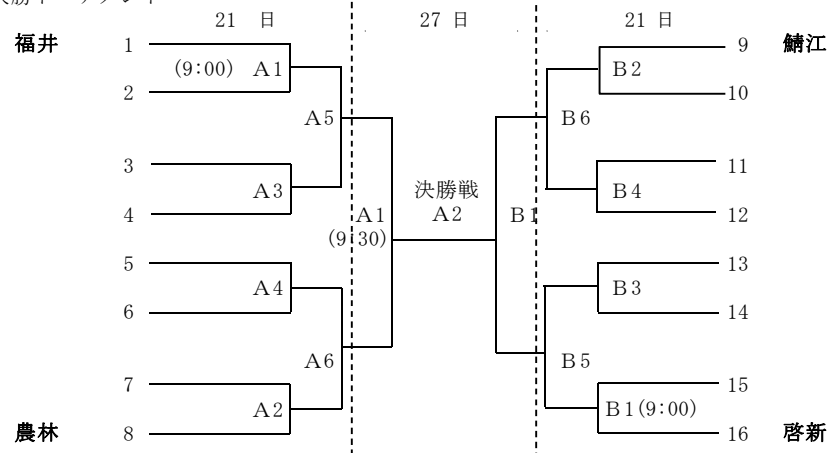 21 日 27 日 21 日
福井 1 9 鯖江
(9:00) A1 B2
2 10
A5 B6
3 11
A3 決勝戦 B4
4 A1 A2 B1 12
(9:30)
5 13
A4 B3
6 14
A6 B5
7 15
A2 B1(9:00)
農林 8 16 啓新